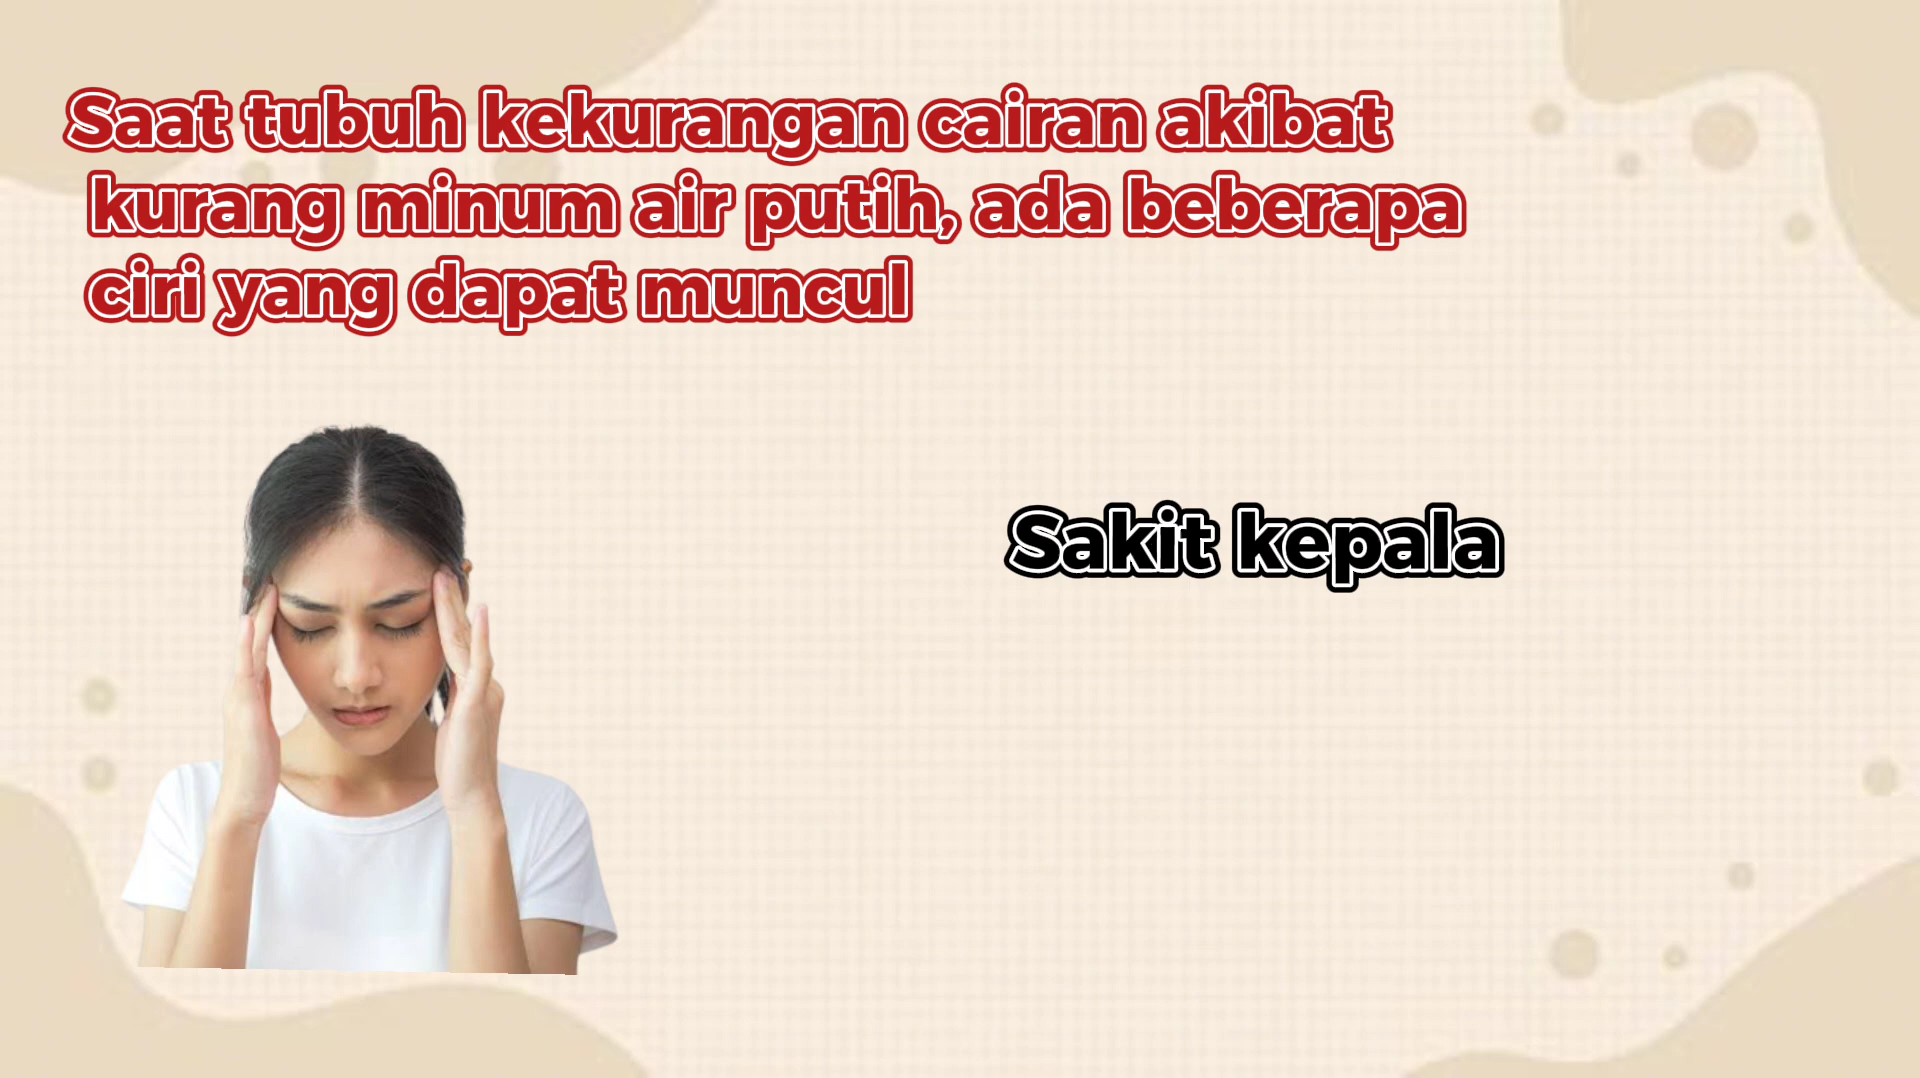 Saat tubuh kekurangan cairan akibat
kurang minum air putih, ada beberapa
ciri yang dapat muncul
Sakit kepala